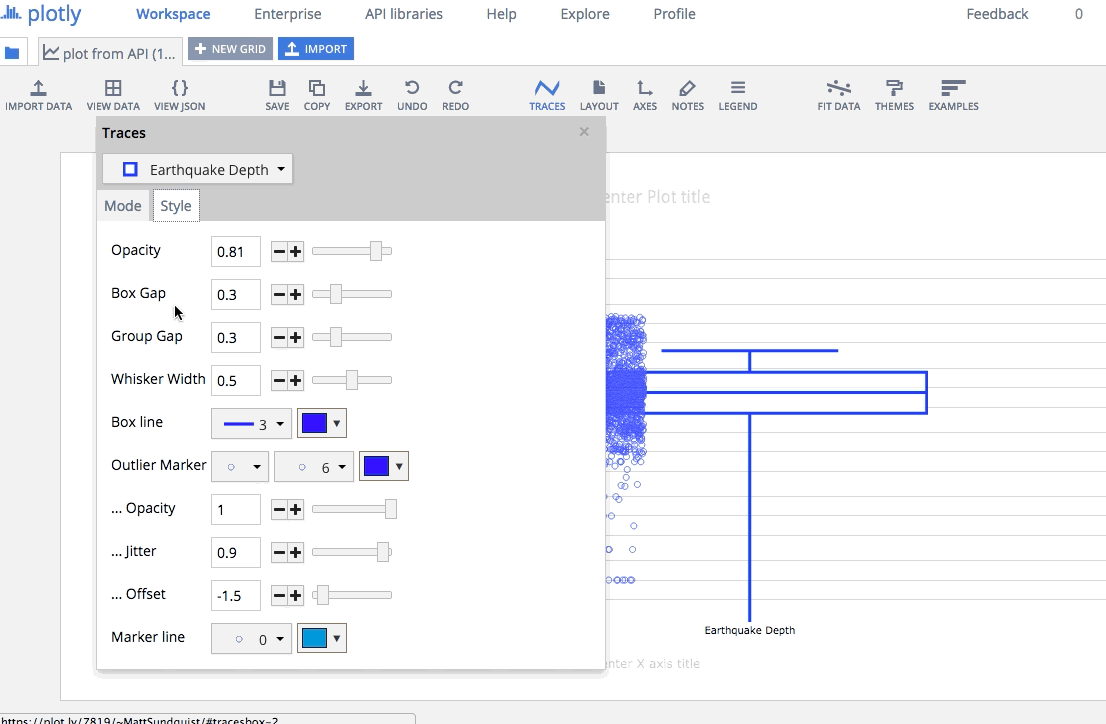 plotly Workspace Enterprise API libraries Help Explore Profile Feedback 0
plot from API (1... NEW GRID IMPORT
IMPORT DATA VIEW DATA VIEW JSON SAVE COPY EXPORT UNDO REDO TRACES LAYOUT AXES NOTES LEGEND FIT DATA THEMES EXAMPLES
Traces ×
Earthquake Depth
Mode Style
enter Plot title
Opacity 0.81
Box Gap 0.3
Group Gap 0.3
Whisker Width 0.5
Box line 3
Outlier Marker 6
... Opacity 1
... Jitter 0.9
... Offset -1.5
Earthquake Depth
Marker line 0
enter X axis title
https://plot.ly/7819/~MattSundquist/#tracesbox=2